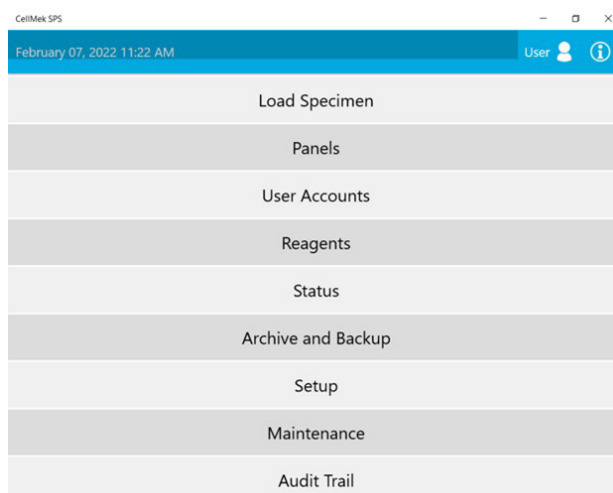 CellMek SPS
February 07, 2022 11:22 AM User
Load Specimen
Panels
User Accounts
Reagents
Status
Archive and Backup
Setup
Maintenance
Audit Trail